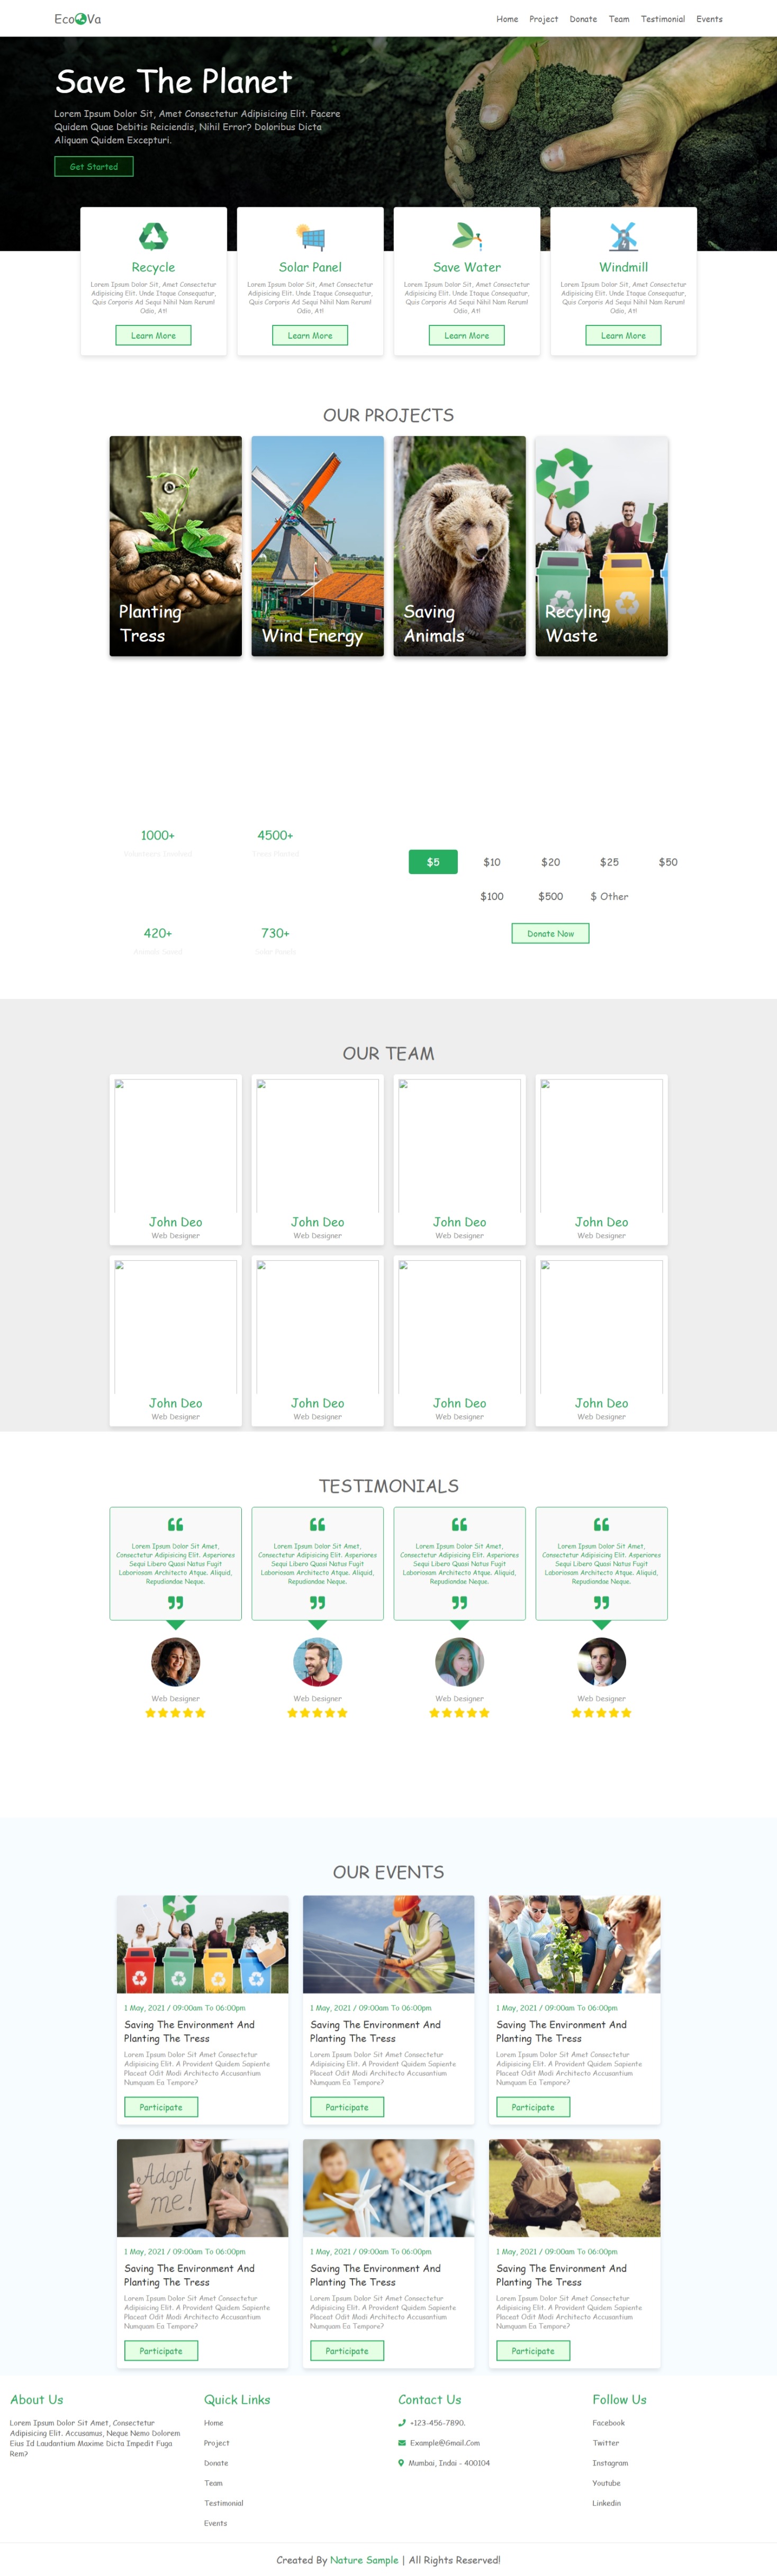 Eco Va
Home Project Donate Team Testimonial Events
Save The Planet
Lorem Ipsum Dolor Sit, Amet Consectetur Adipisicing Elit. Facere
Quidem Quae Debitis Reiciendis, Nihil Error? Doloribus Dicta
Aliquam Quidem Excepturi.
Get Started
Recycle
Lorem Ipsum Dolor Sit, Amet Consectetur
Adipisicing Elit. Unde Itaque Consequatur,
Quis Corporis Ad Sequi Nihil Nam Rerum!
Odio, At!
Learn More
Solar Panel
Lorem Ipsum Dolor Sit, Amet Consectetur
Adipisicing Elit. Unde Itaque Consequatur,
Quis Corporis Ad Sequi Nihil Nam Rerum!
Odio, At!
Learn More
Save Water
Lorem Ipsum Dolor Sit, Amet Consectetur
Adipisicing Elit. Unde Itaque Consequatur,
Quis Corporis Ad Sequi Nihil Nam Rerum!
Odio, At!
Learn More
Windmill
Lorem Ipsum Dolor Sit, Amet Consectetur
Adipisicing Elit. Unde Itaque Consequatur,
Quis Corporis Ad Sequi Nihil Nam Rerum!
Odio, At!
Learn More
OUR PROJECTS
Planting
Tress
Wind Energy
Saving
Animals
Recyling
Waste
1000+
Volunteers Involved
4500+
Trees Planted
420+
Animals Saved
730+
Solar Panels
$5 $10 $20 $25 $50
$100 $500 $ Other
Donate Now
OUR TEAM
John Deo
Web Designer
John Deo
Web Designer
John Deo
Web Designer
John Deo
Web Designer
John Deo
Web Designer
John Deo
Web Designer
John Deo
Web Designer
John Deo
Web Designer
TESTIMONIALS
Lorem Ipsum Dolor Sit Amet,
Consectetur Adipisicing Elit. Asperiores
Sequi Libero Quasi Natus Fugit
Laboriosam Architecto Atque. Aliquid,
Repudiandae Neque.
Web Designer
Lorem Ipsum Dolor Sit Amet,
Consectetur Adipisicing Elit. Asperiores
Sequi Libero Quasi Natus Fugit
Laboriosam Architecto Atque. Aliquid,
Repudiandae Neque.
Web Designer
Lorem Ipsum Dolor Sit Amet,
Consectetur Adipisicing Elit. Asperiores
Sequi Libero Quasi Natus Fugit
Laboriosam Architecto Atque. Aliquid,
Repudiandae Neque.
Web Designer
Lorem Ipsum Dolor Sit Amet,
Consectetur Adipisicing Elit. Asperiores
Sequi Libero Quasi Natus Fugit
Laboriosam Architecto Atque. Aliquid,
Repudiandae Neque.
Web Designer
OUR EVENTS
1 May, 2021 / 09:00am To 06:00pm
Saving The Environment And
Planting The Tress
Lorem Ipsum Dolor Sit Amet Consectetur
Adipisicing Elit. A Provident Quidem Sapiente
Placeat Odit Modi Architecto Accusantium
Numquam Ea Tempore?
Participate
1 May, 2021 / 09:00am To 06:00pm
Saving The Environment And
Planting The Tress
Lorem Ipsum Dolor Sit Amet Consectetur
Adipisicing Elit. A Provident Quidem Sapiente
Placeat Odit Modi Architecto Accusantium
Numquam Ea Tempore?
Participate
1 May, 2021 / 09:00am To 06:00pm
Saving The Environment And
Planting The Tress
Lorem Ipsum Dolor Sit Amet Consectetur
Adipisicing Elit. A Provident Quidem Sapiente
Placeat Odit Modi Architecto Accusantium
Numquam Ea Tempore?
Participate
Adopt
me!
1 May, 2021 / 09:00am To 06:00pm
Saving The Environment And
Planting The Tress
Lorem Ipsum Dolor Sit Amet Consectetur
Adipisicing Elit. A Provident Quidem Sapiente
Placeat Odit Modi Architecto Accusantium
Numquam Ea Tempore?
Participate
1 May, 2021 / 09:00am To 06:00pm
Saving The Environment And
Planting The Tress
Lorem Ipsum Dolor Sit Amet Consectetur
Adipisicing Elit. A Provident Quidem Sapiente
Placeat Odit Modi Architecto Accusantium
Numquam Ea Tempore?
Participate
1 May, 2021 / 09:00am To 06:00pm
Saving The Environment And
Planting The Tress
Lorem Ipsum Dolor Sit Amet Consectetur
Adipisicing Elit. A Provident Quidem Sapiente
Placeat Odit Modi Architecto Accusantium
Numquam Ea Tempore?
Participate
About Us
Lorem Ipsum Dolor Sit Amet, Consectetur
Adipisicing Elit. Accusamus, Neque Nemo Dolorem
Eius Id Laudantium Maxime Dicta Impedit Fuga
Rem?
Quick Links
Home
Project
Donate
Team
Testimonial
Events
Contact Us
+123-456-7890.
Example@Gmail.Com
Mumbai, Indai - 400104
Follow Us
Facebook
Twitter
Instagram
Youtube
Linkedin
Created By Nature Sample | All Rights Reserved!